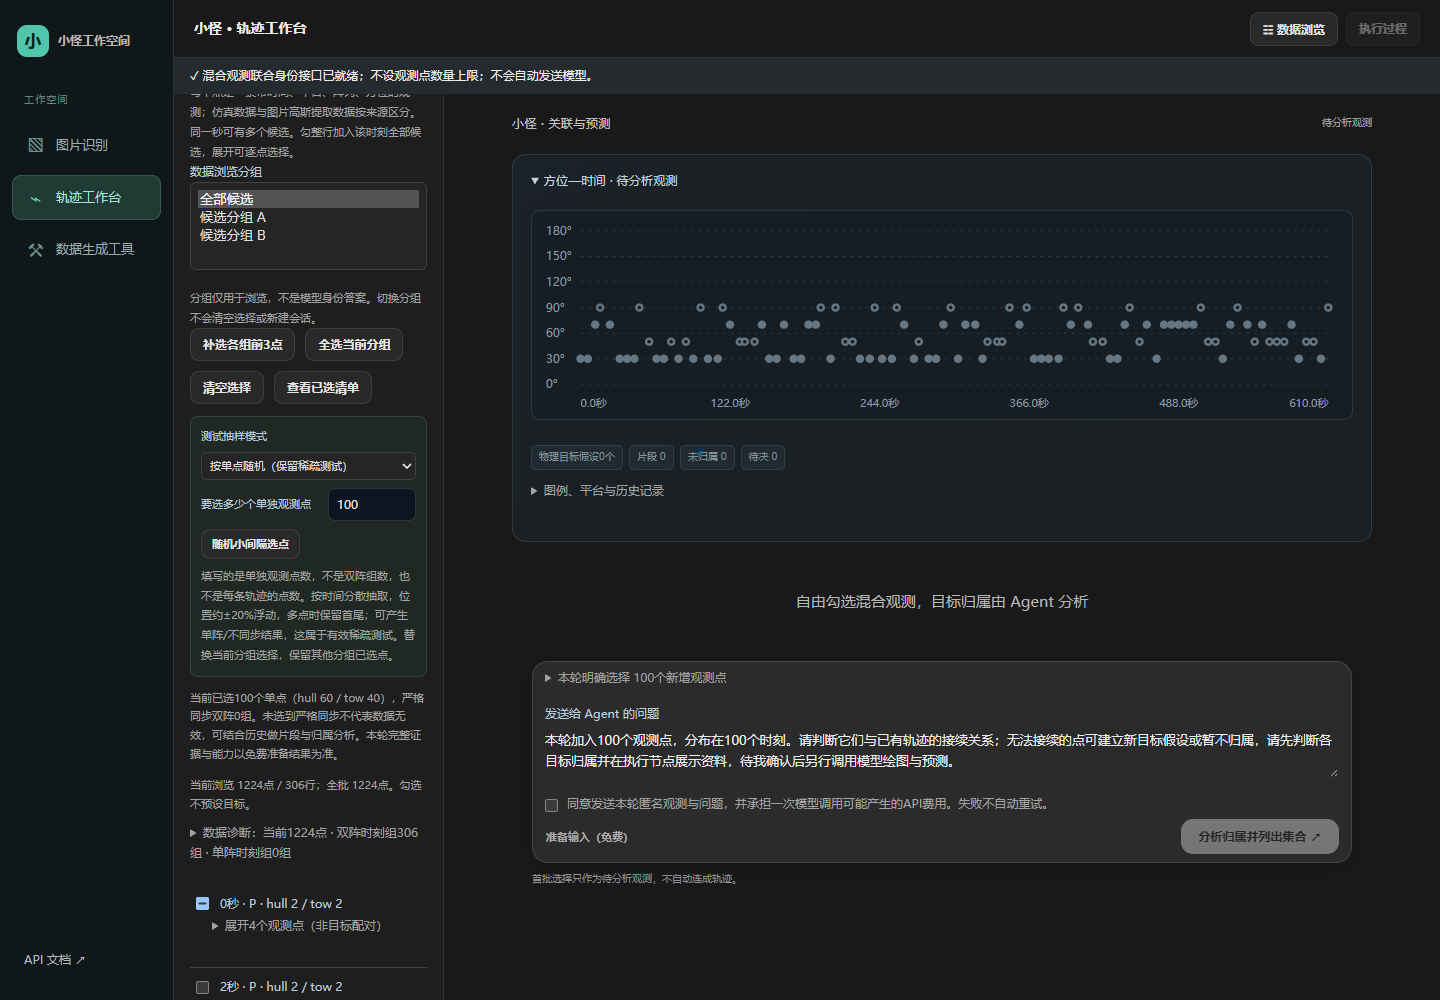 小 小怪工作空间
工作空间
图片识别
轨迹工作台
数据生成工具
API 文档 ↗
小怪 • 轨迹工作台
☷ 数据浏览
执行过程
✓ 混合观测联合身份接口已就绪；不设观测点数量上限；不会自动发送模型。
测；仿真数据与图片高斯提取数据按来源区分。
同一秒可有多个候选。勾整行加入该时刻全部候
选，展开可逐点选择。
数据浏览分组
全部候选
候选分组 A
候选分组 B
分组仅用于浏览，不是模型身份答案。切换分组
不会清空选择或新建会话。
补选各组前3点
全选当前分组
清空选择
查看已选清单
测试抽样模式
按单点随机（保留稀疏测试）
要选多少个单独观测点
100
随机小间隔选点
填写的是单独观测点数，不是双阵组数，也
不是每条轨迹的点数。按时间分散抽取，位
置约±20%浮动，多点时保留首尾；可产生
单阵/不同步结果，这属于有效稀疏测试。替
换当前分组选择，保留其他分组已选点。
当前已选100个单点（hull 60 / tow 40），严格
同步双阵0组。未选到严格同步不代表数据无
效，可结合历史做片段与归属分析。本轮完整证
据与能力以免费准备结果为准。
当前浏览 1224点 / 306行；全批 1224点。勾选
不预设目标。
▶ 数据诊断：当前1224点 · 双阵时刻组306
组 · 单阵时刻组0组
0秒 · P · hull 2 / tow 2
▶ 展开4个观测点（非目标配对）
2秒 · P · hull 2 / tow 2
小怪 · 关联与预测
待分析观测
▼ 方位—时间 · 待分析观测
180°
150°
120°
90°
60°
30°
0°
0.0秒 122.0秒 244.0秒 366.0秒 488.0秒 610.0秒
物理目标假设0个
片段 0
未归属 0
待决 0
▶ 图例、平台与历史记录
自由勾选混合观测，目标归属由 Agent 分析
▶ 本轮明确选择 100个新增观测点
发送给 Agent 的问题
本轮加入100个观测点，分布在100个时刻。请判断它们与已有轨迹的接续关系；无法接续的点可建立新目标假设或暂不归属，请先判断各
目标归属并在执行节点展示资料，待我确认后另行调用模型绘图与预测。
同意发送本轮匿名观测与问题，并承担一次模型调用可能产生的API费用。失败不自动重试。
准备输入（免费）
分析归属并列出集合 ↗
首批选择只作为待分析观测，不自动连成轨迹。